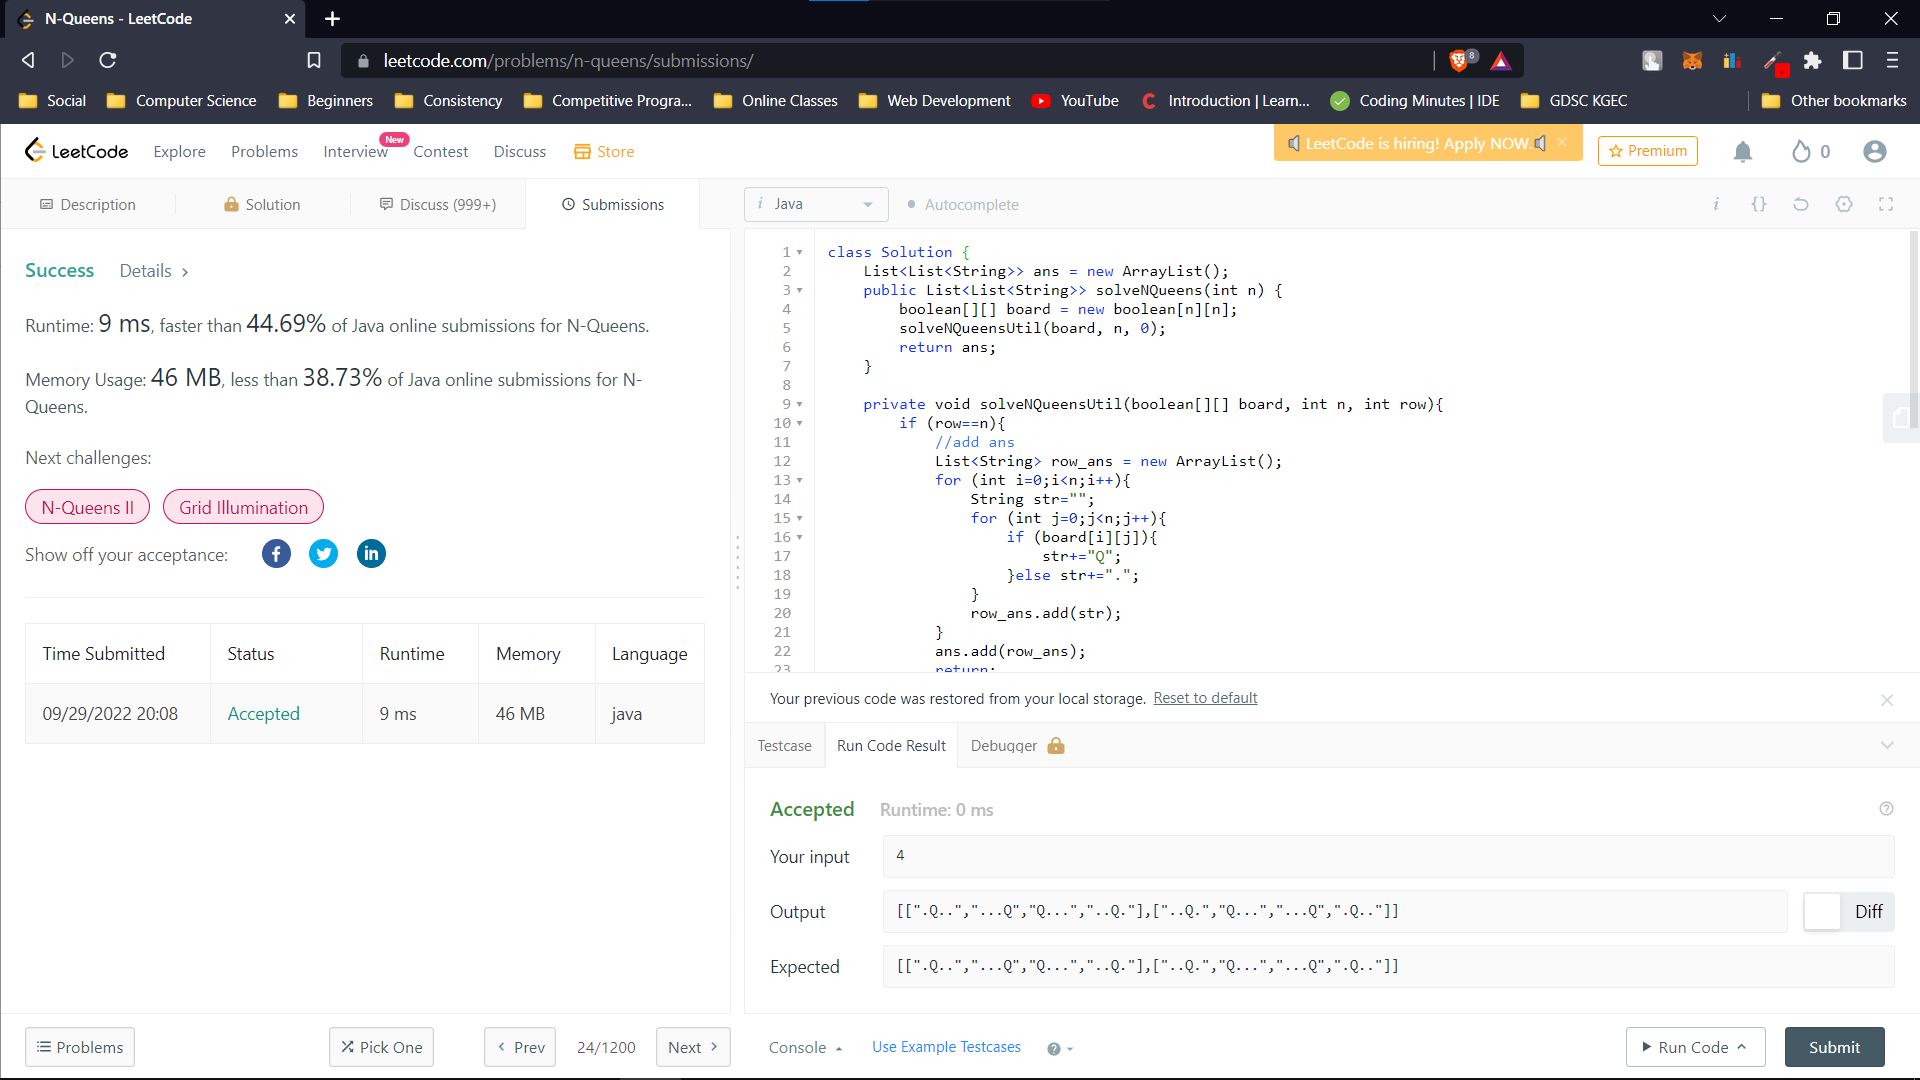 N-Queens - LeetCode
leetcode.com/problems/n-queens/submissions/
8
Social Computer Science Beginners Consistency Competitive Progra... Online Classes Web Development YouTube Introduction | Learn... Coding Minutes | IDE GDSC KGEC Other bookmarks
LeetCode Explore Problems Interview New Contest Discuss Store LeetCode is hiring! Apply NOW. Premium 0
Description Solution Discuss (999+) Submissions
i Java Autocomplete i {}
Success Details >
Runtime: 9 ms, faster than 44.69% of Java online submissions for N-Queens.
Memory Usage: 46 MB, less than 38.73% of Java online submissions for N-
Queens.
Next challenges:
N-Queens II Grid Illumination
Show off your acceptance: f in
Time Submitted Status Runtime Memory Language
09/29/2022 20:08 Accepted 9 ms 46 MB java
1 class Solution {
2 List<List<String>> ans = new ArrayList();
3 public List<List<String>> solveNQueens(int n) {
4 boolean[][] board = new boolean[n][n];
5 solveNQueensUtil(board, n, 0);
6 return ans;
7 }
8
9 private void solveNQueensUtil(boolean[][] board, int n, int row){
10 if (row==n){
11 //add ans
12 List<String> row_ans = new ArrayList();
13 for (int i=0;i<n;i++){
14 String str="";
15 for (int j=0;j<n;j++){
16 if (board[i][j]){
17 str+="Q";
18 }else str+=".";
19 }
20 row_ans.add(str);
21 }
22 ans.add(row_ans);
23 return;
Your previous code was restored from your local storage. Reset to default
Testcase Run Code Result Debugger
Accepted Runtime: 0 ms
Your input 4
Output [[".Q..","...Q","Q...","..Q."],["..Q.","Q...","...Q",".Q.."]] Diff
Expected [[".Q..","...Q","Q...","..Q."],["..Q.","Q...","...Q",".Q.."]]
Problems Pick One < Prev 24/1200 Next > Console Use Example Testcases ? Run Code Submit